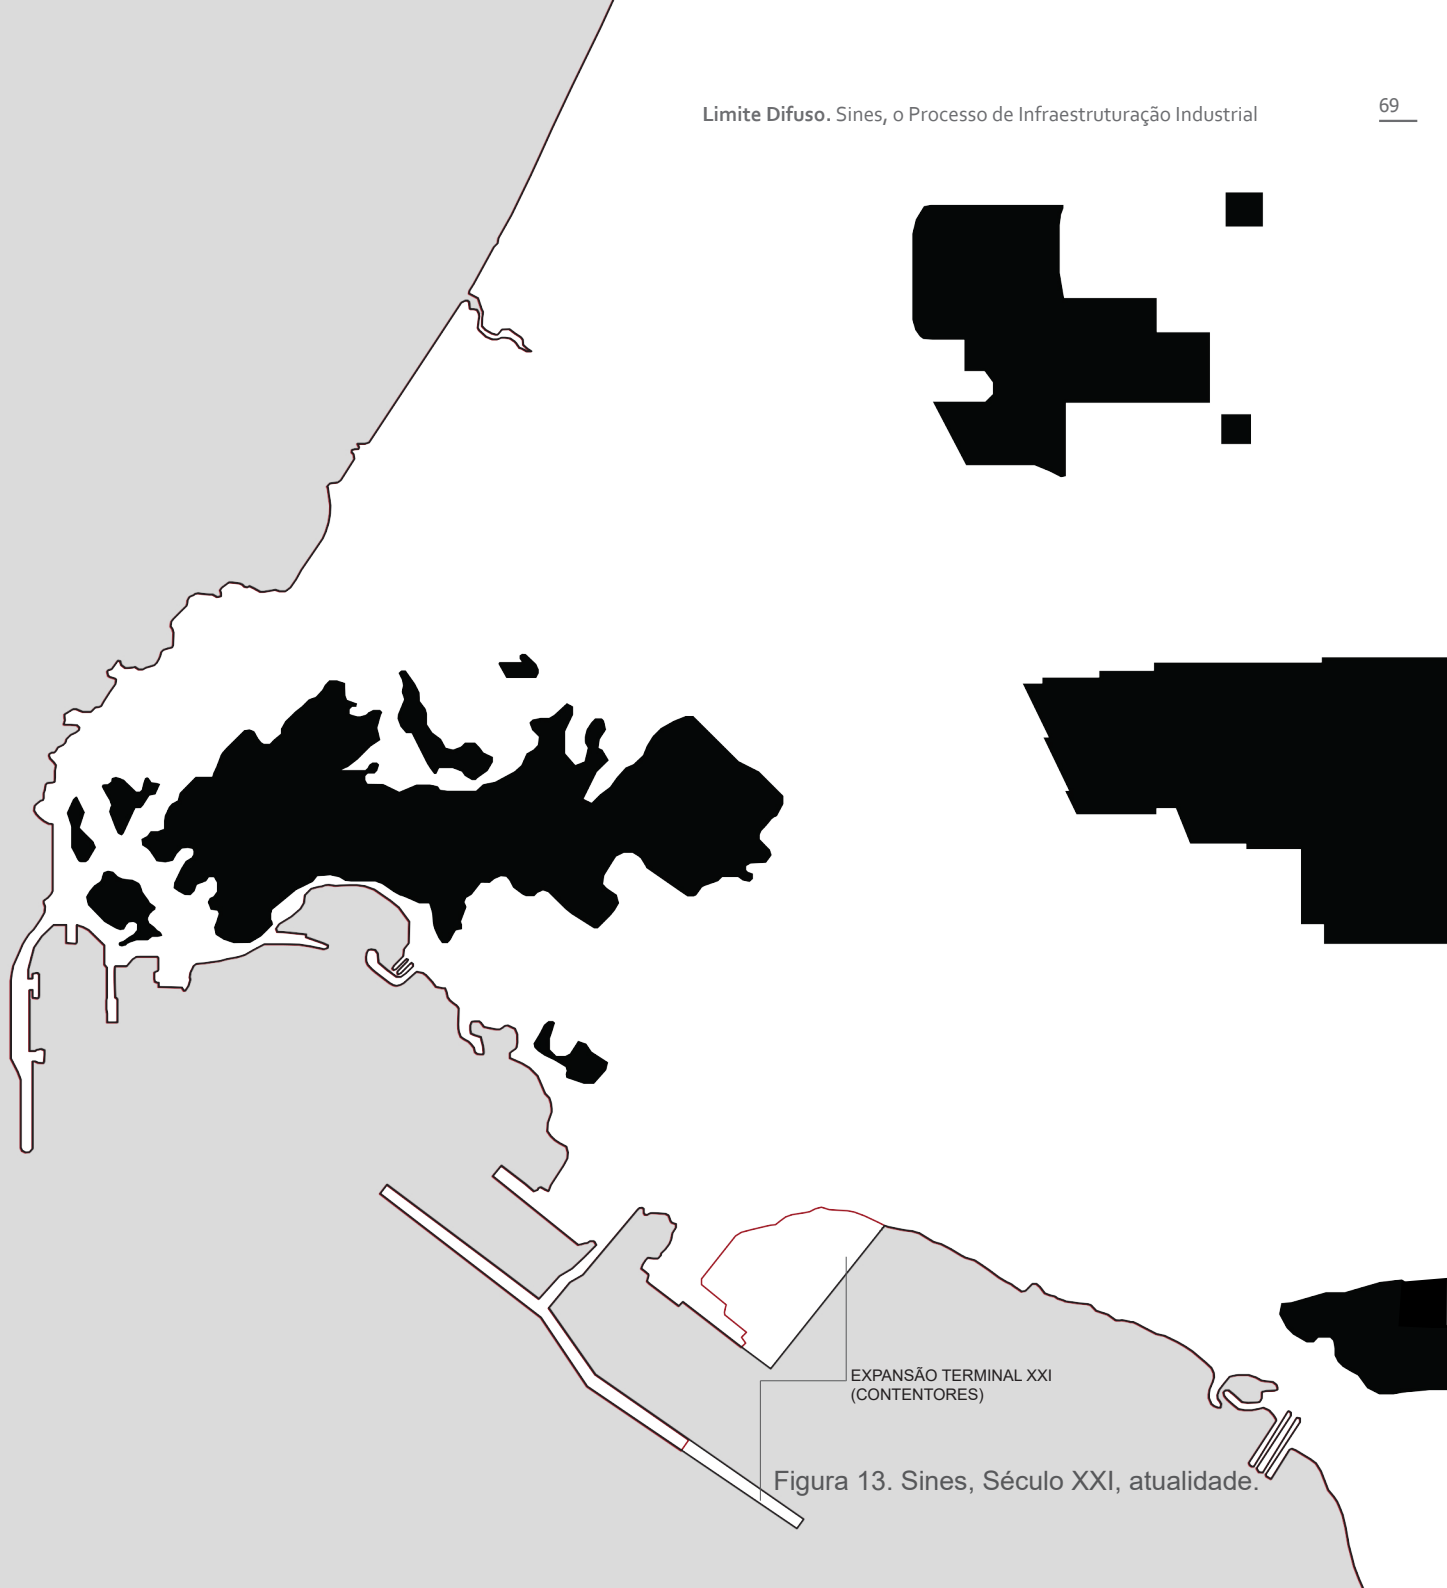 Limite Difuso. Sines, o Processo de Infraestruturação Industrial
69
EXPANSÃO TERMINAL XXI
(CONTENTORES)
Figura 13. Sines, Século XXI, atualidade.